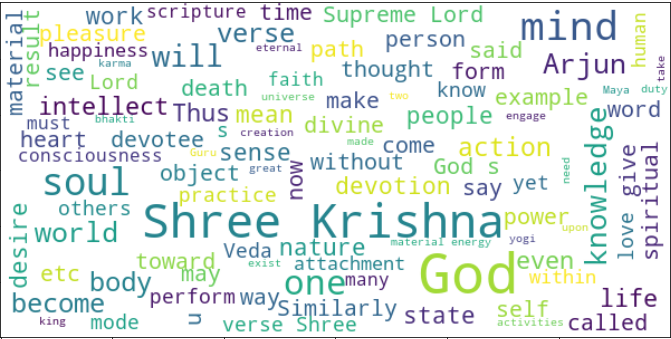 work scripture time Supreme Lord
material result pleasure verse mind human
happiness eternal path person said take
see karma Lord will thought form Arjun
death faith universe know two example Maya duty
intellect Thus mean make people engage word
must bhakti s creation divine
heart devotee sense made come action knowledge give
consciousness Guru great without God s
soul object now devotion say yet need love spiritual
others practice
desire world Shree Krishna power upon
toward Veda nature material energy yogi even
etc body may exist attachment God within
become perform way one many self life
mode u Similarly state called
king verse Shree activities